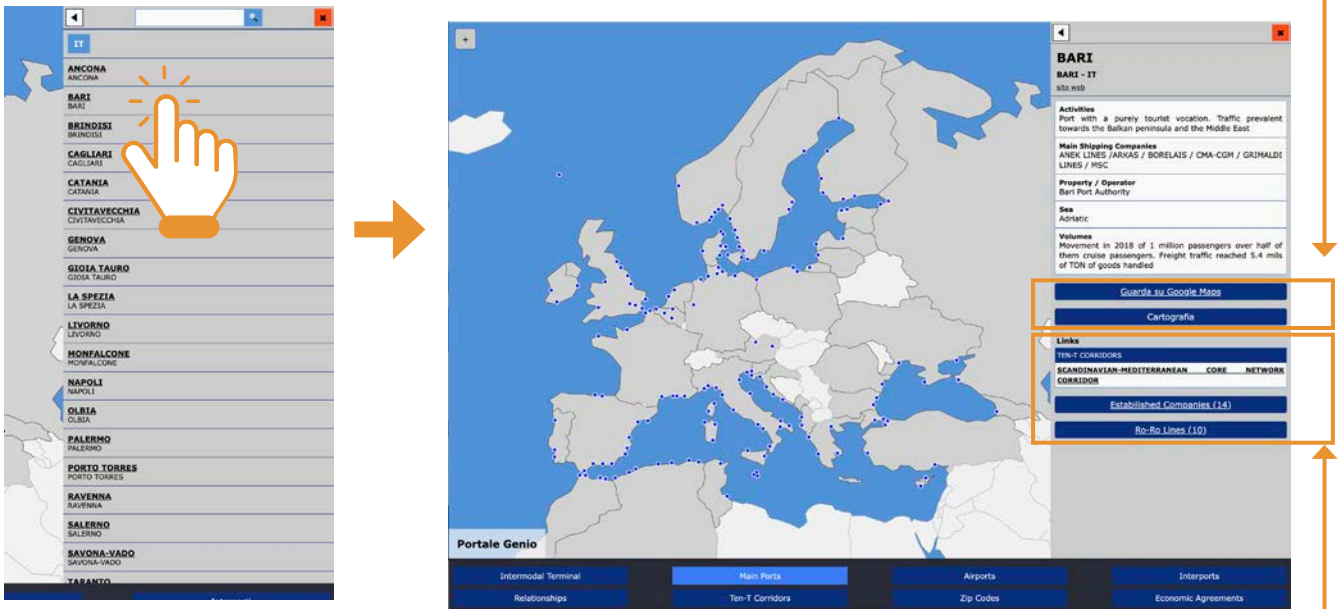 IT
ANCONA
ANCONA
BARI
BARI
BRINDISI
BRINDISI
CAGLIARI
CAGLIARI
CATANIA
CATANIA
CIVITAVECCHIA
CIVITAVECCHIA
GENOVA
GENOVA
GIOIA TAURO
GIOIA TAURO
LA SPEZIA
LA SPEZIA
LIVORNO
LIVORNO
MONFALCONE
MONFALCONE
NAPOLI
NAPOLI
OLBIA
OLBIA
PALERMO
PALERMO
PORTO TORRES
PORTO TORRES
RAVENNA
RAVENNA
SALERNO
SALERNO
SAVONA-VADO
SAVONA-VADO
TARANTO
+
Portale Genio
BARI
BARI - IT
sito web
Activities
Port with a purely tourist vocation. Traffic prevalent
towards the Balkan peninsula and the Middle East
Main Shipping Companies
ANEK LINES /ARKAS / BORELAIS / CMA-CGM / GRIMALDI
LINES / MSC
Property / Operator
Bari Port Authority
Sea
Adriatic
Volumes
Movement in 2018 of 1 million passengers over half of
them cruise passengers. Freight traffic reached 5.4 mils
of TON of goods handled
Guarda su Google Maps
Cartografia
Links
TEN-T CORRIDORS
SCANDINAVIAN-MEDITERRANEAN CORE NETWORK
CORRIDOR
Estabilished Companies (14)
Ro-Ro Lines (10)
Intermodal Terminal
Main Ports
Airports
Interports
Relationships
Ten-T Corridors
Zip Codes
Economic Agreements